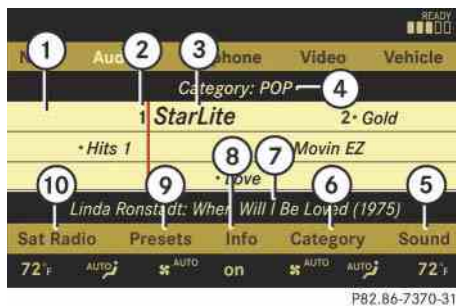 READY
1 2 3 Audio phone Video Vehicle
Category: POP 4
1 StarLite 2• Gold
•Hits 1 8 7 Movin EZ
10 9 •Love 6 5
Linda Ronstadt: When Will I Be Loved (1975)
Sat Radio Presets Info Category Sound
72°F AUTO AUTO on AUTO AUTO 72°F
P82.86-7370-31